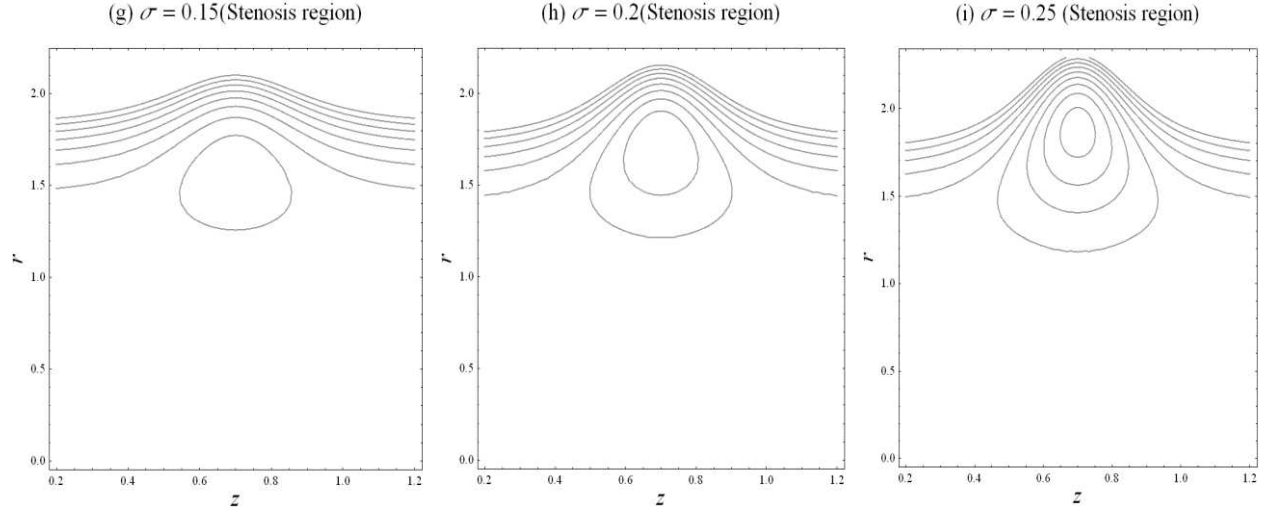 (g) σ = 0.15(Stenosis region)
2.0
1.5
1.0
0.5
0.0
r
0.2 0.4 0.6 0.8 1.0 1.2
z
(h) σ = 0.2(Stenosis region)
2.0
1.5
1.0
0.5
0.0
r
0.2 0.4 0.6 0.8 1.0 1.2
z
(i) σ = 0.25 (Stenosis region)
2.0
1.5
1.0
0.5
0.0
r
0.2 0.4 0.6 0.8 1.0 1.2
z